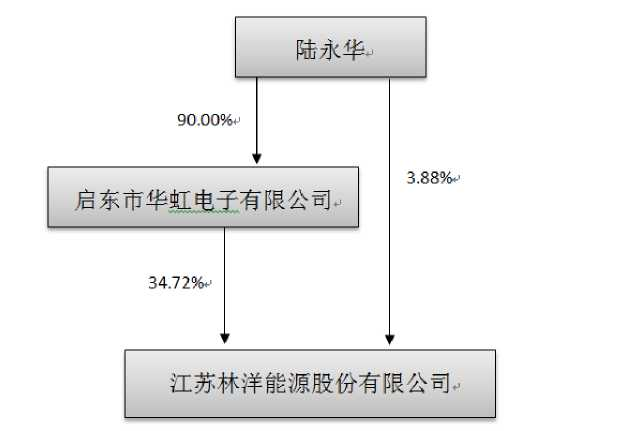 陆永华
90.00%
3.88%
启东市华虹电子有限公司
34.72%
江苏林洋能源股份有限公司